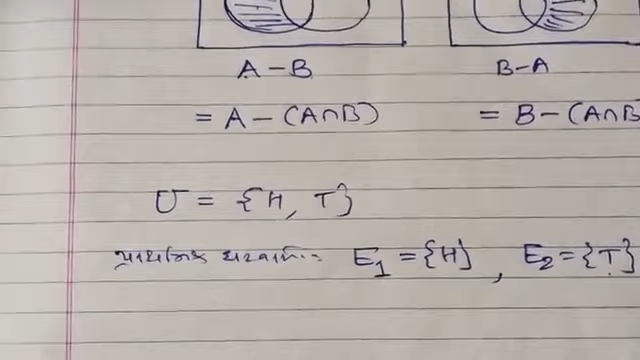 A - B B - A
= A - (A∩B) = B - (A∩B
U = {H, T}
પ્રાથમિક ઘટનાઓ: E₁ = {H} , E₂ = {T}